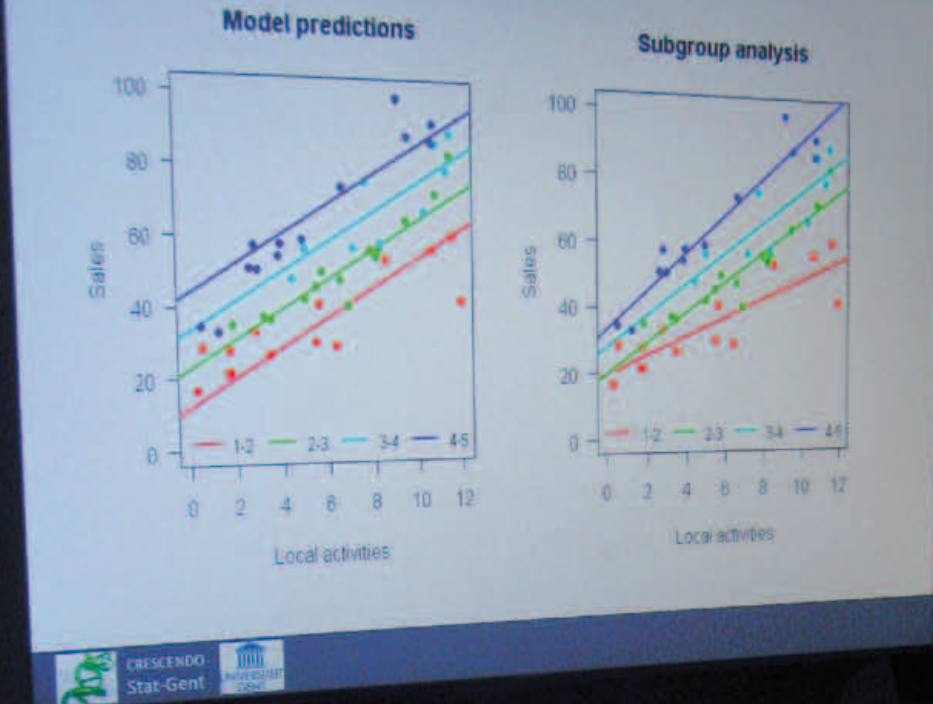 Model predictions
100
80
60
40
20
0
Sales
1-2 2-3 3-4 4-5
0 2 4 6 8 10 12
Local activities
Subgroup analysis
100
80
60
40
20
0
Sales
1-2 2-3 3-4 4-5
0 2 4 6 8 10 12
Local activities
CRESCENDO
Stat-Gent
UNIVERSITEIT
GENT